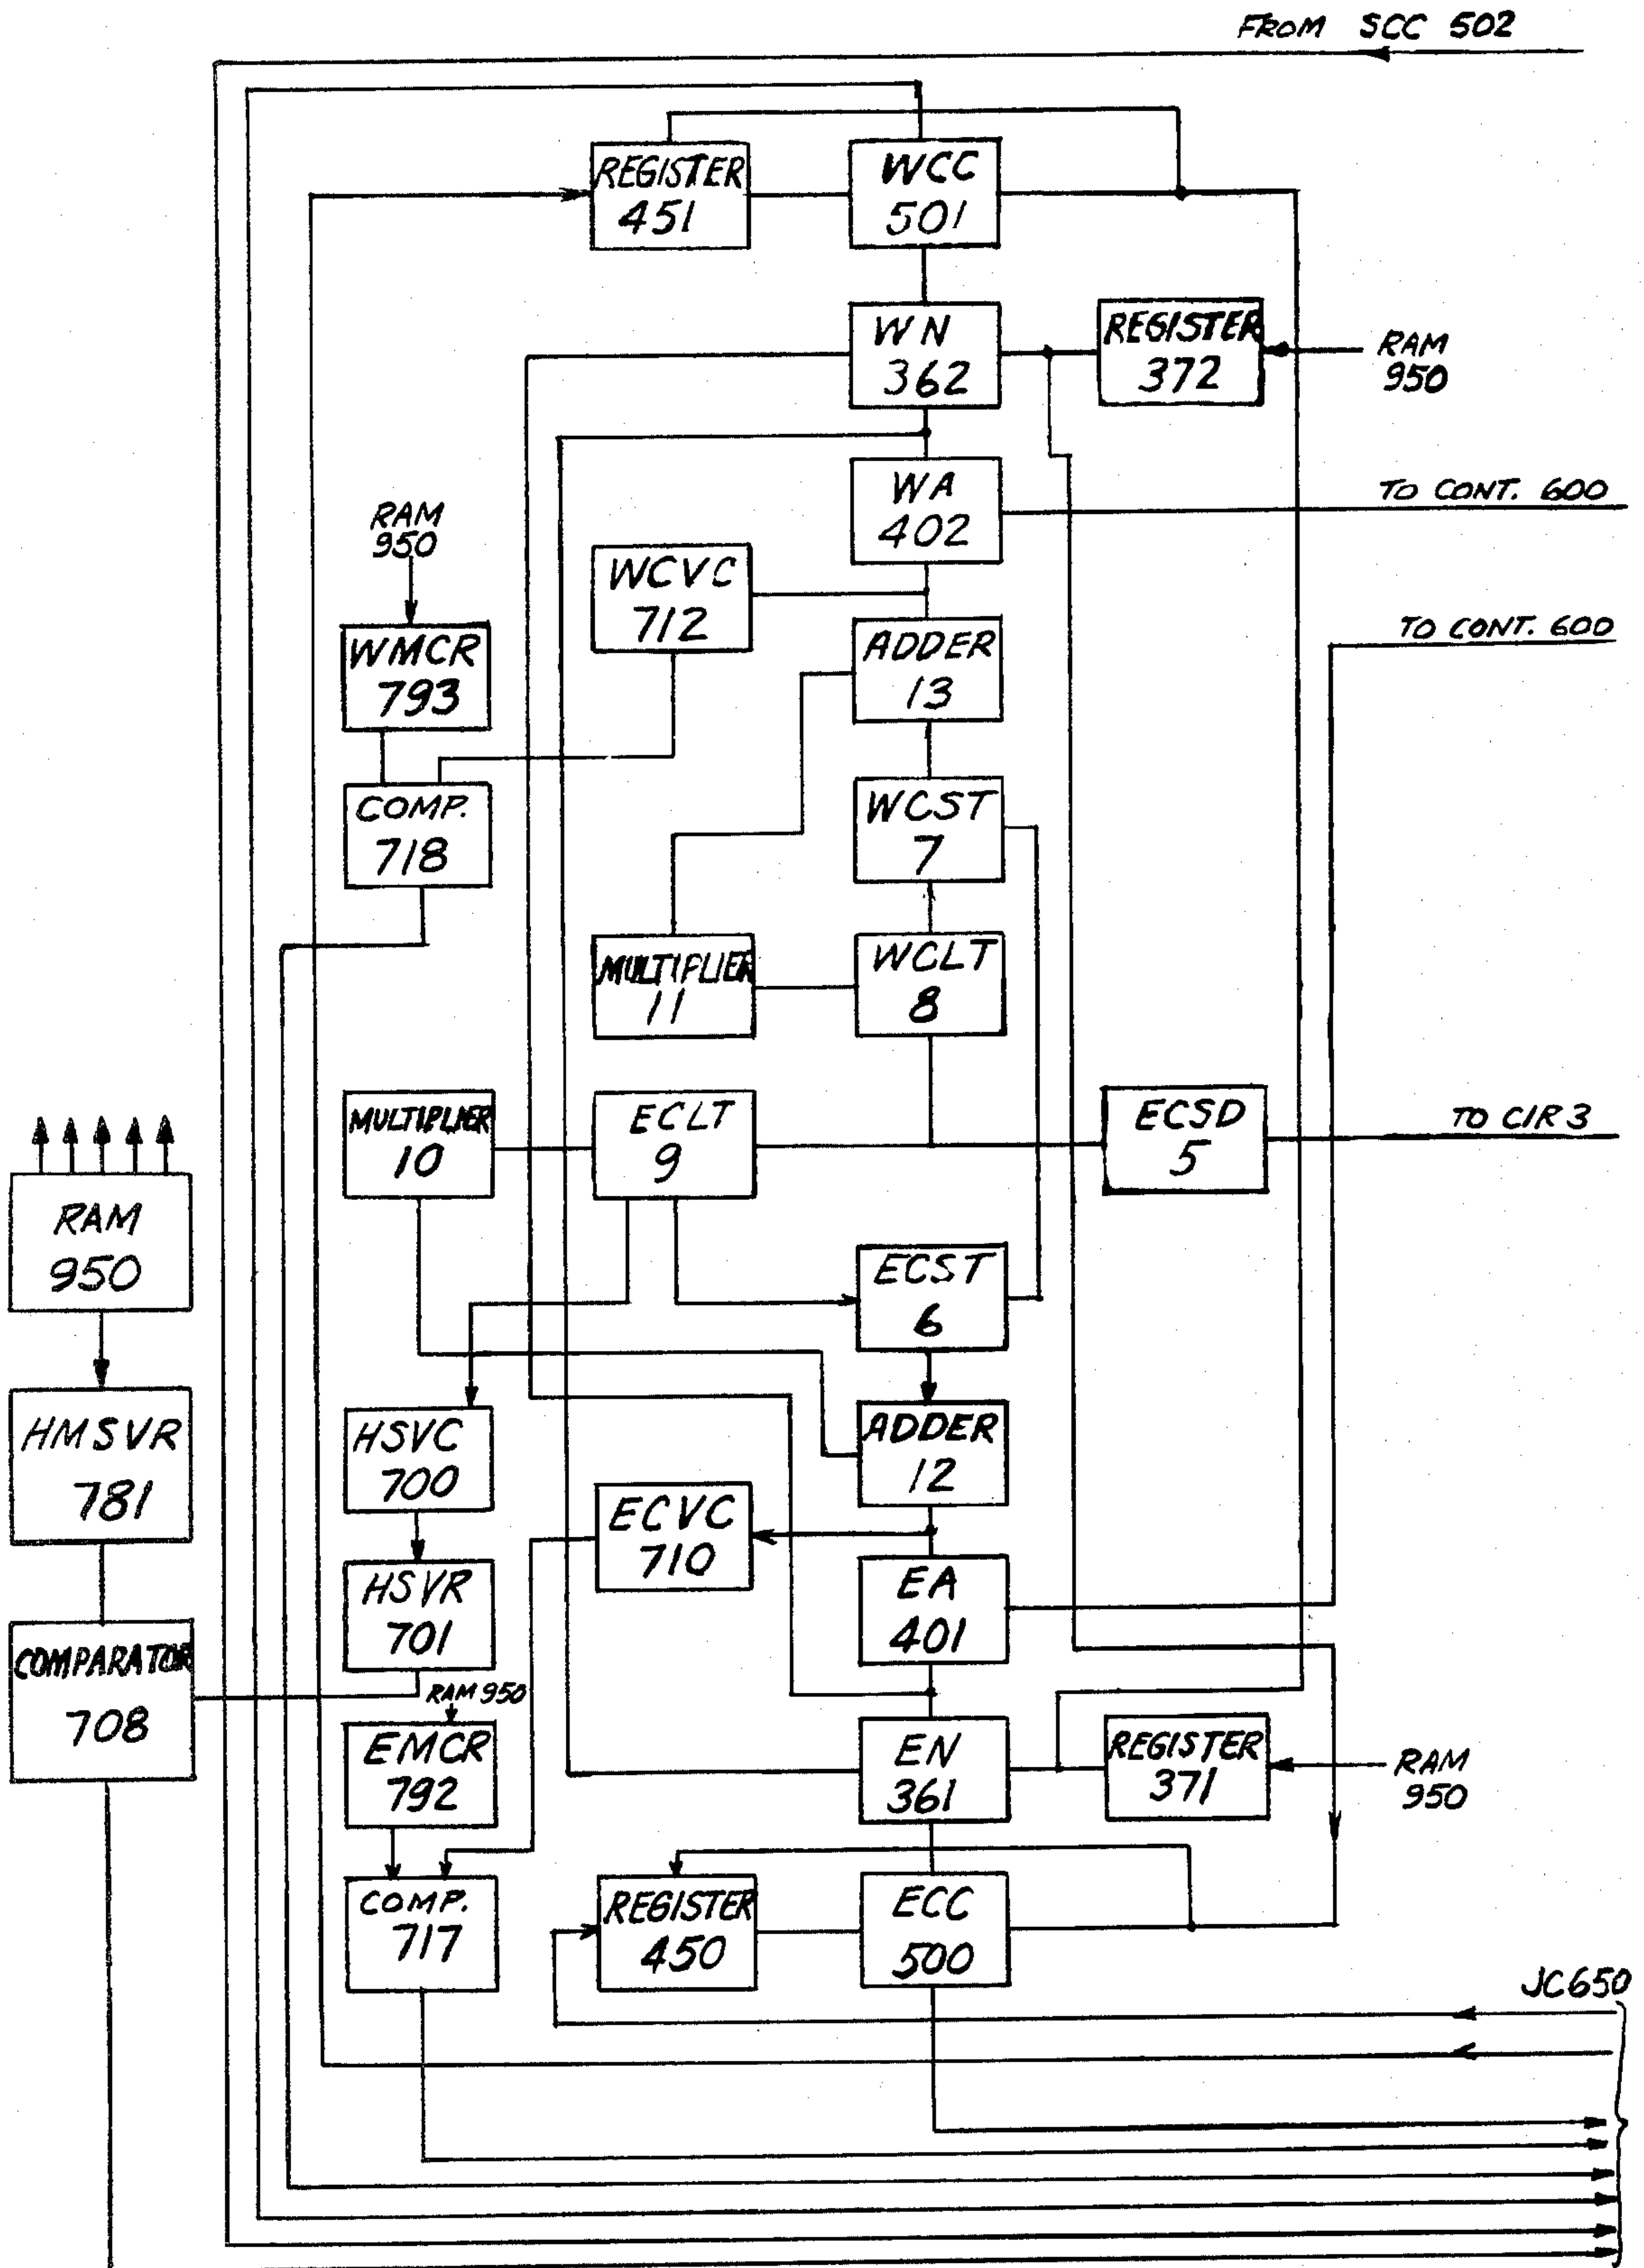 FROM SCC 502
REGISTER
451
WCC
501
WN
362
REGISTER
372
RAM
950
WA
402
TO CONT. 600
RAM
950
WCVC
712
TO CONT. 600
WMCR
793
ADDER
13
COMP.
718
WCST
7
MULTIPLIER
11
WCLT
8
MULTIPLIER
10
ECLT
9
ECSD
5
TO CIR 3
RAM
950
ECST
6
HMSVR
781
HSVC
700
ADDER
12
ECVC
710
HSVR
701
EA
401
COMPARATOR
708
RAM 950
EMCR
792
EN
361
REGISTER
371
RAM
950
COMP.
717
REGISTER
450
ECC
500
JC650